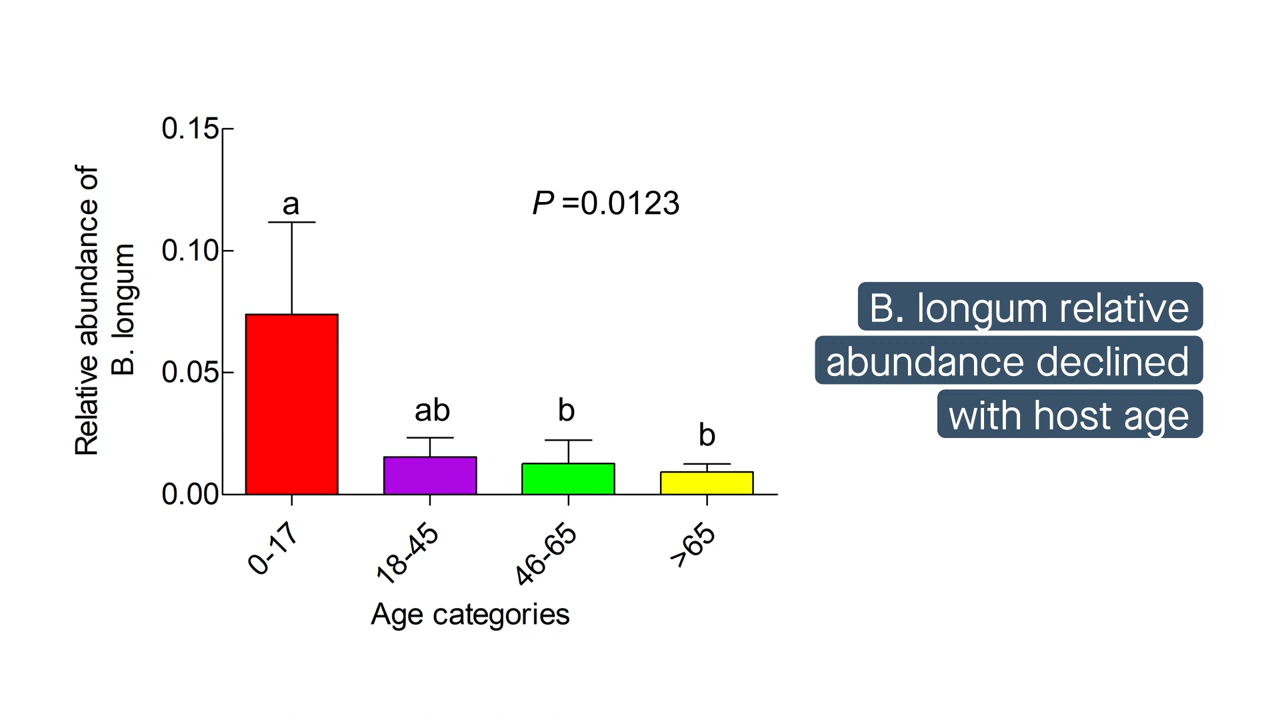 0.15
0.10
0.05
0.00
Relative abundance of
B. longum
a
ab
b
b
P =0.0123
0-17
18-45
46-65
>65
Age categories
B. longum relative
abundance declined
with host age